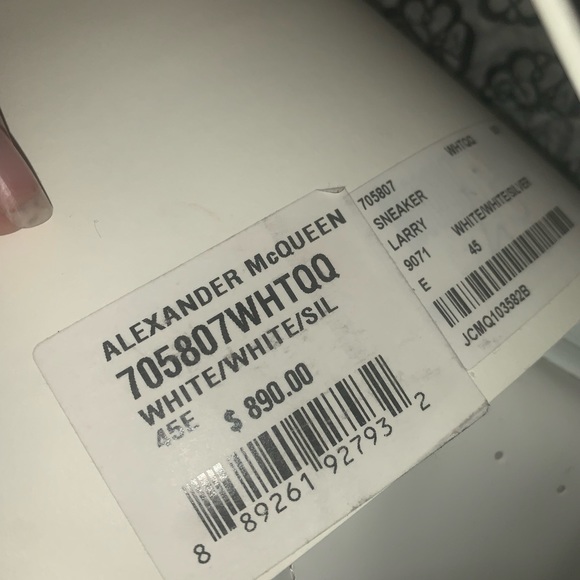 ALEXANDER McQUEEN
705807WHTQQ
WHITE/WHITE/SIL
45E $ 890.00
8 89261 92793 2
705807 WHTQQ
SNEAKER
LARRY
9071 WHITE/WHITE/SILVER
E 45
JCMQ103582B